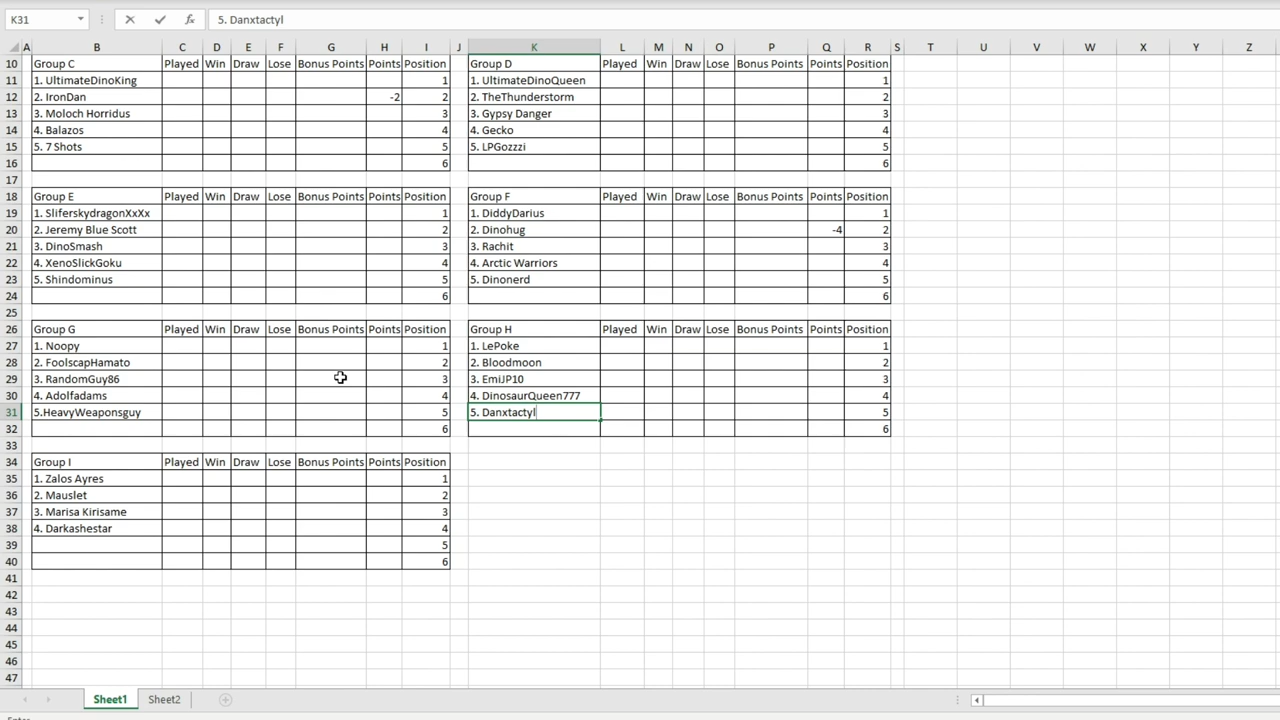 K31 fx 5. Danxtactyl
A B C D E F G H I J K L M N O P Q R S T U V W X Y Z
10 Group C Played Win Draw Lose Bonus Points Points Position Group D Played Win Draw Lose Bonus Points Points Position
11 1. UltimateDinoKing 1 1. UltimateDinoQueen 1
12 2. IronDan -2 2 2. TheThunderstorm 2
13 3. Moloch Horridus 3 3. Gypsy Danger 3
14 4. Balazos 4 4. Gecko 4
15 5. 7 Shots 5 5. LPGozzzi 5
16 6 6
17
18 Group E Played Win Draw Lose Bonus Points Points Position Group F Played Win Draw Lose Bonus Points Points Position
19 1. SliferskydragonXxXx 1 1. DiddyDarius 1
20 2. Jeremy Blue Scott 2 2. Dinohug -4 2
21 3. DinoSmash 3 3. Rachit 3
22 4. XenoSlickGoku 4 4. Arctic Warriors 4
23 5. Shindominus 5 5. Dinonerd 5
24 6 6
25
26 Group G Played Win Draw Lose Bonus Points Points Position Group H Played Win Draw Lose Bonus Points Points Position
27 1. Noopy 1 1. LePoke 1
28 2. FoolscapHamato 2 2. Bloodmoon 2
29 3. RandomGuy86 3 3. EmiJP10 3
30 4. Adolfadams 4 4. DinosaurQueen777 4
31 5.HeavyWeaponsguy 5 5. Danxtactyl 5
32 6 6
33
34 Group I Played Win Draw Lose Bonus Points Points Position
35 1. Zalos Ayres 1
36 2. Mauslet 2
37 3. Marisa Kirisame 3
38 4. Darkashestar 4
39 5
40 6
41
42
43
44
45
46
47
Sheet1 Sheet2